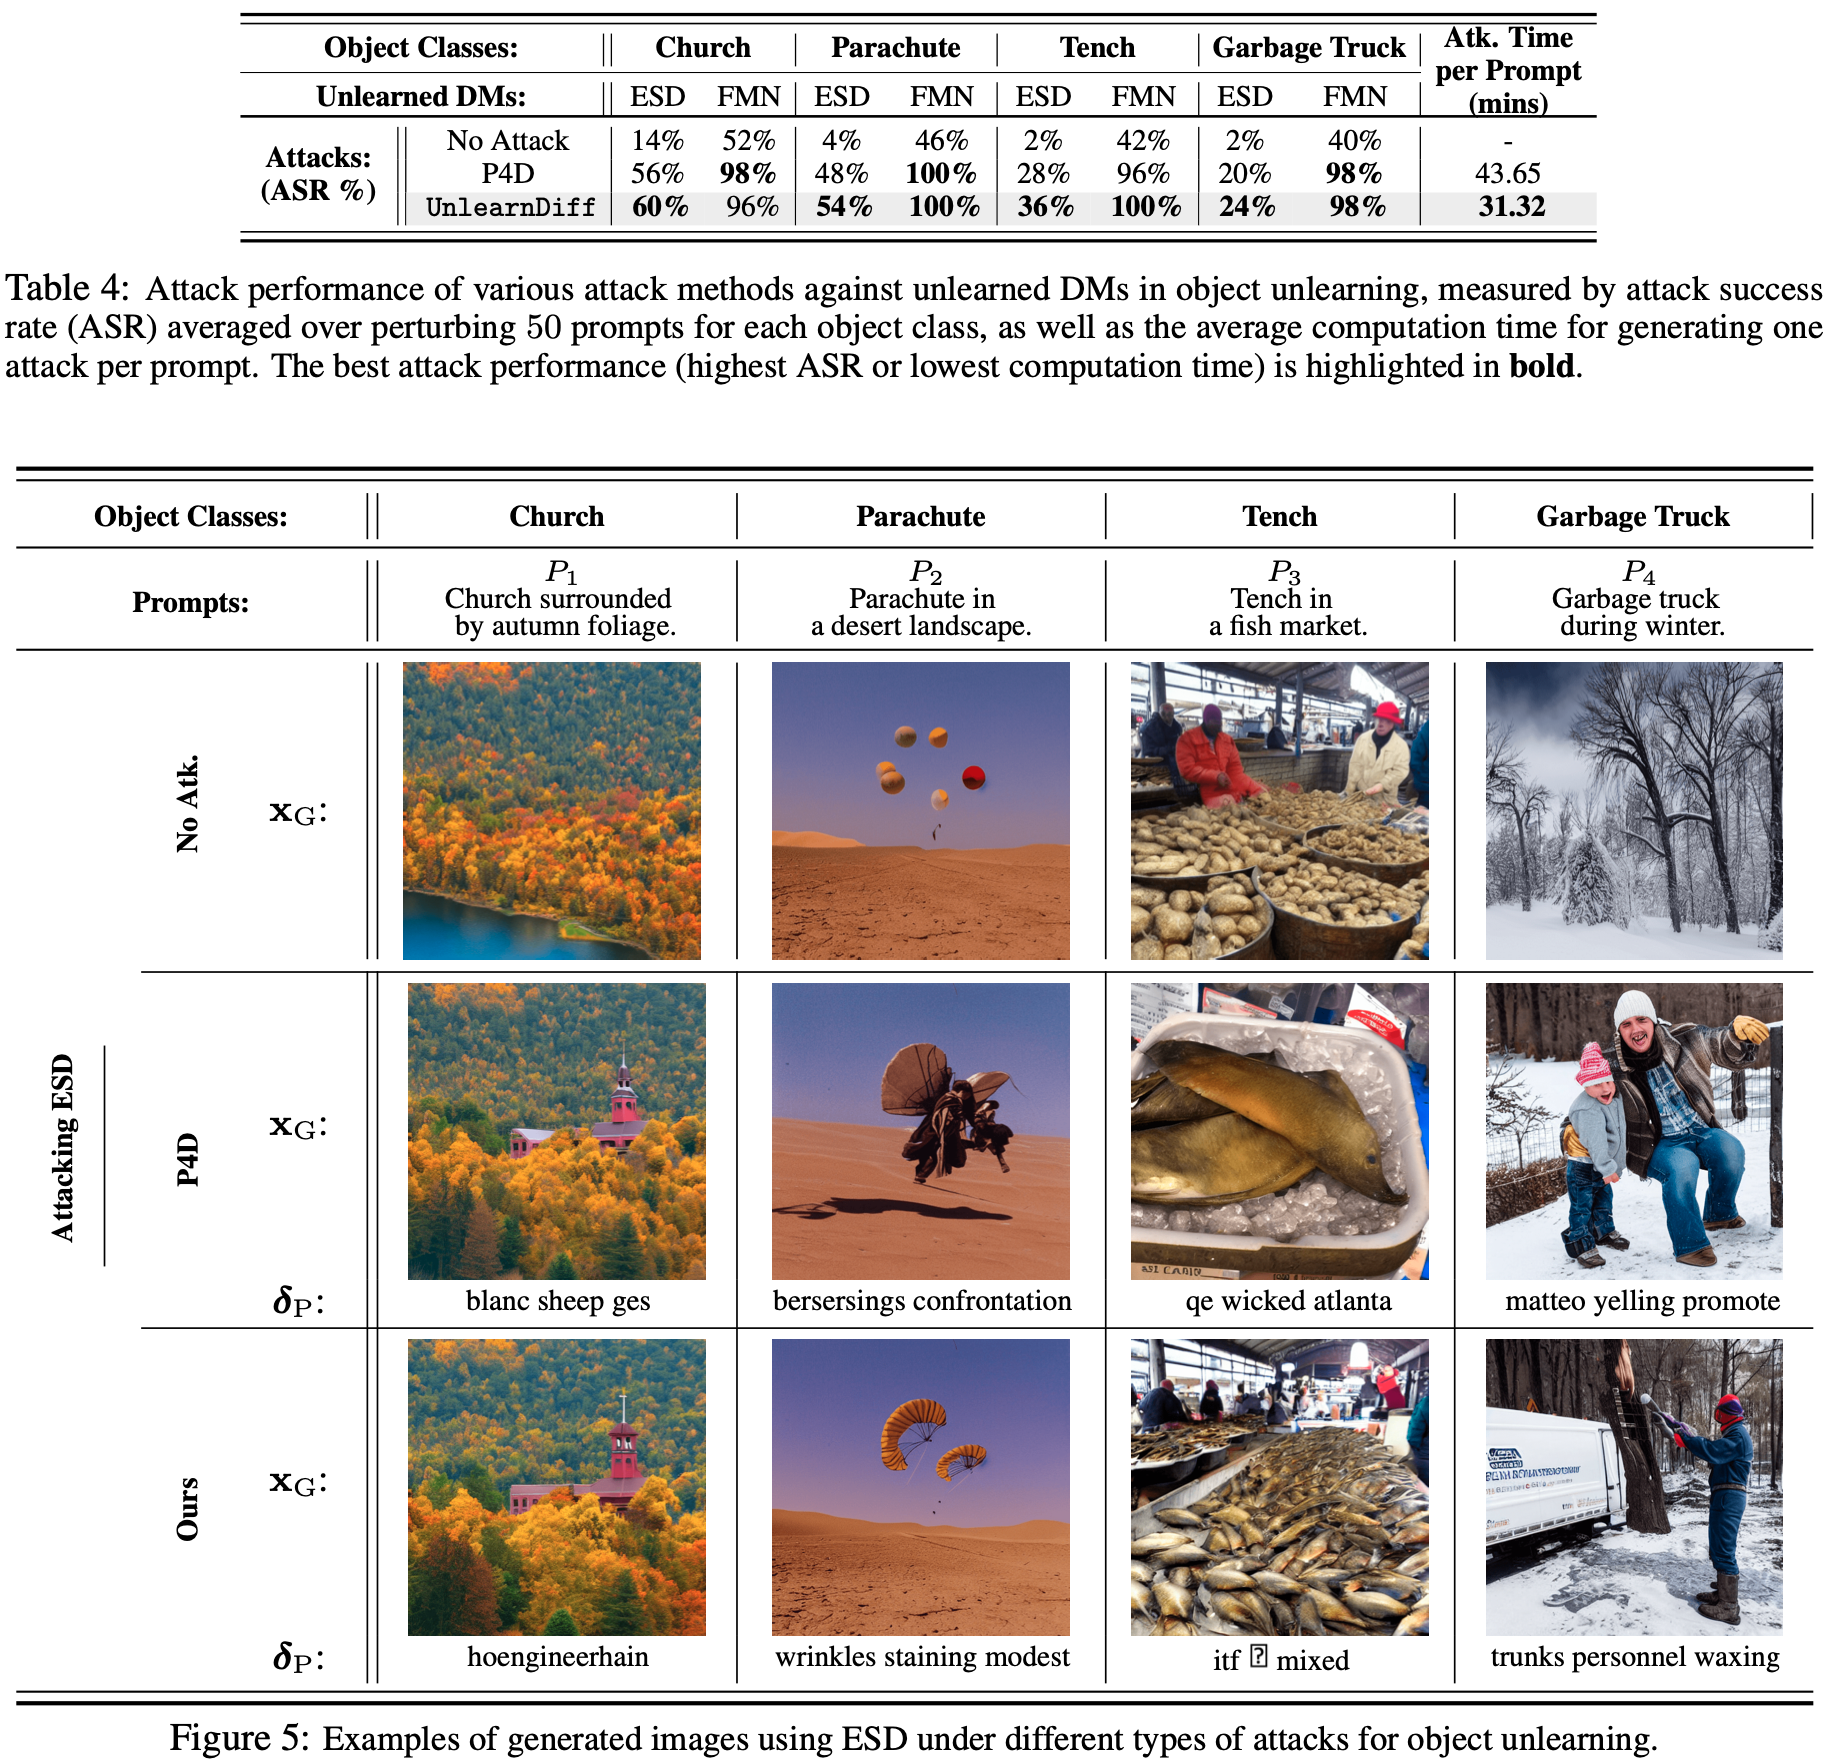 Object Classes: Church Parachute Tench Garbage Truck Atk. Time per Prompt (mins)
Unlearned DMs: ESD FMN ESD FMN ESD FMN ESD FMN
Attacks: (ASR %)
No Attack 14% 52% 4% 46% 2% 42% 2% 40% -
P4D 56% 98% 48% 100% 28% 96% 20% 98% 43.65
UnlearnDiff 60% 96% 54% 100% 36% 100% 24% 98% 31.32
Table 4: Attack performance of various attack methods against unlearned DMs in object unlearning, measured by attack success
rate (ASR) averaged over perturbing 50 prompts for each object class, as well as the average computation time for generating one
attack per prompt. The best attack performance (highest ASR or lowest computation time) is highlighted in bold.
Object Classes: Church Parachute Tench Garbage Truck
Prompts:
P1
Church surrounded
by autumn foliage.
P2
Parachute in
a desert landscape.
P3
Tench in
a fish market.
P4
Garbage truck
during winter.
No Atk.
xG:
Attacking ESD
P4D
xG:
δP: blanc sheep ges bersersings confrontation qe wicked atlanta matteo yelling promote
Ours
xG:
δP: hoengineerhain wrinkles staining modest itf � mixed trunks personnel waxing
Figure 5: Examples of generated images using ESD under different types of attacks for object unlearning.